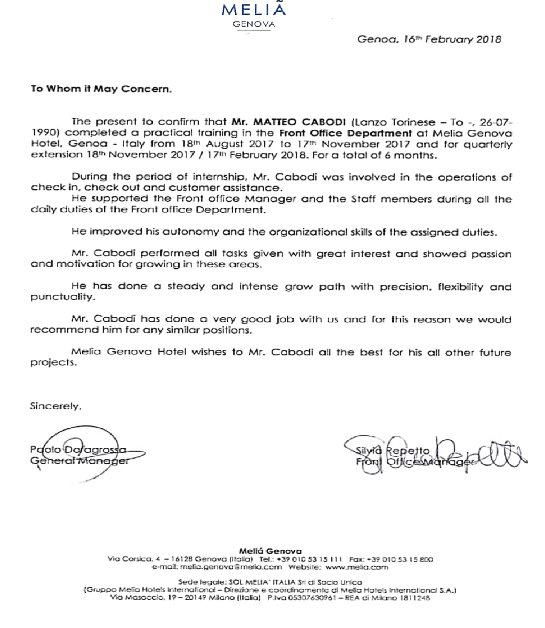 MELIÃ
GENOVA
Genoa, 16th February 2018
To Whom it May Concern,
The present to confirm that Mr. MATTEO CABODI (Lanzo Torinese – To -, 26-07-
1990) completed a practical training in the Front Office Department at Melia Genova
Hotel, Genoa - Italy from 18th August 2017 to 17th November 2017 and for quarterly
extension 18th November 2017 / 17th February 2018. For a total of 6 months.
During the period of internship, Mr. Cabodi was involved in the operations of
check in, check out and customer assistance.
He supported the Front office Manager and the Staff members during all the
daily duties of the Front office Department.
He improved his autonomy and the organizational skills of the assigned duties.
Mr. Cabodi performed all tasks given with great interest and showed passion
and motivation for growing in these areas.
He has done a steady and intense grow path with precision, flexibility and
punctuality.
Mr. Cabodi has done a very good job with us and for this reason we would
recommend him for any similar positions.
Melia Genova Hotel wishes to Mr. Cabodi all the best for his all other future
projects.
Sincerely,
Paolo Dalagrossa
General Manager
Silvia Repetto
Front Office Manager
Meliá Genova
Via Corsica, 4 – 16128 Genova (Italia) Tel.: +39 010 53 15 111 Fax: +39 010 53 15 800
e-mail: melia.genova@melia.com Website: www.melia.com
Sede legale: SOL MELIA' ITALIA Srl di Socio Unico
(Gruppo Melia Hotels International – Direzione e coordinamento di Melia Hotels International S.A.)
Via Masaccio, 19 – 20149 Milano (Italia) P.Iva 05307630961 – REA di Milano 1811248